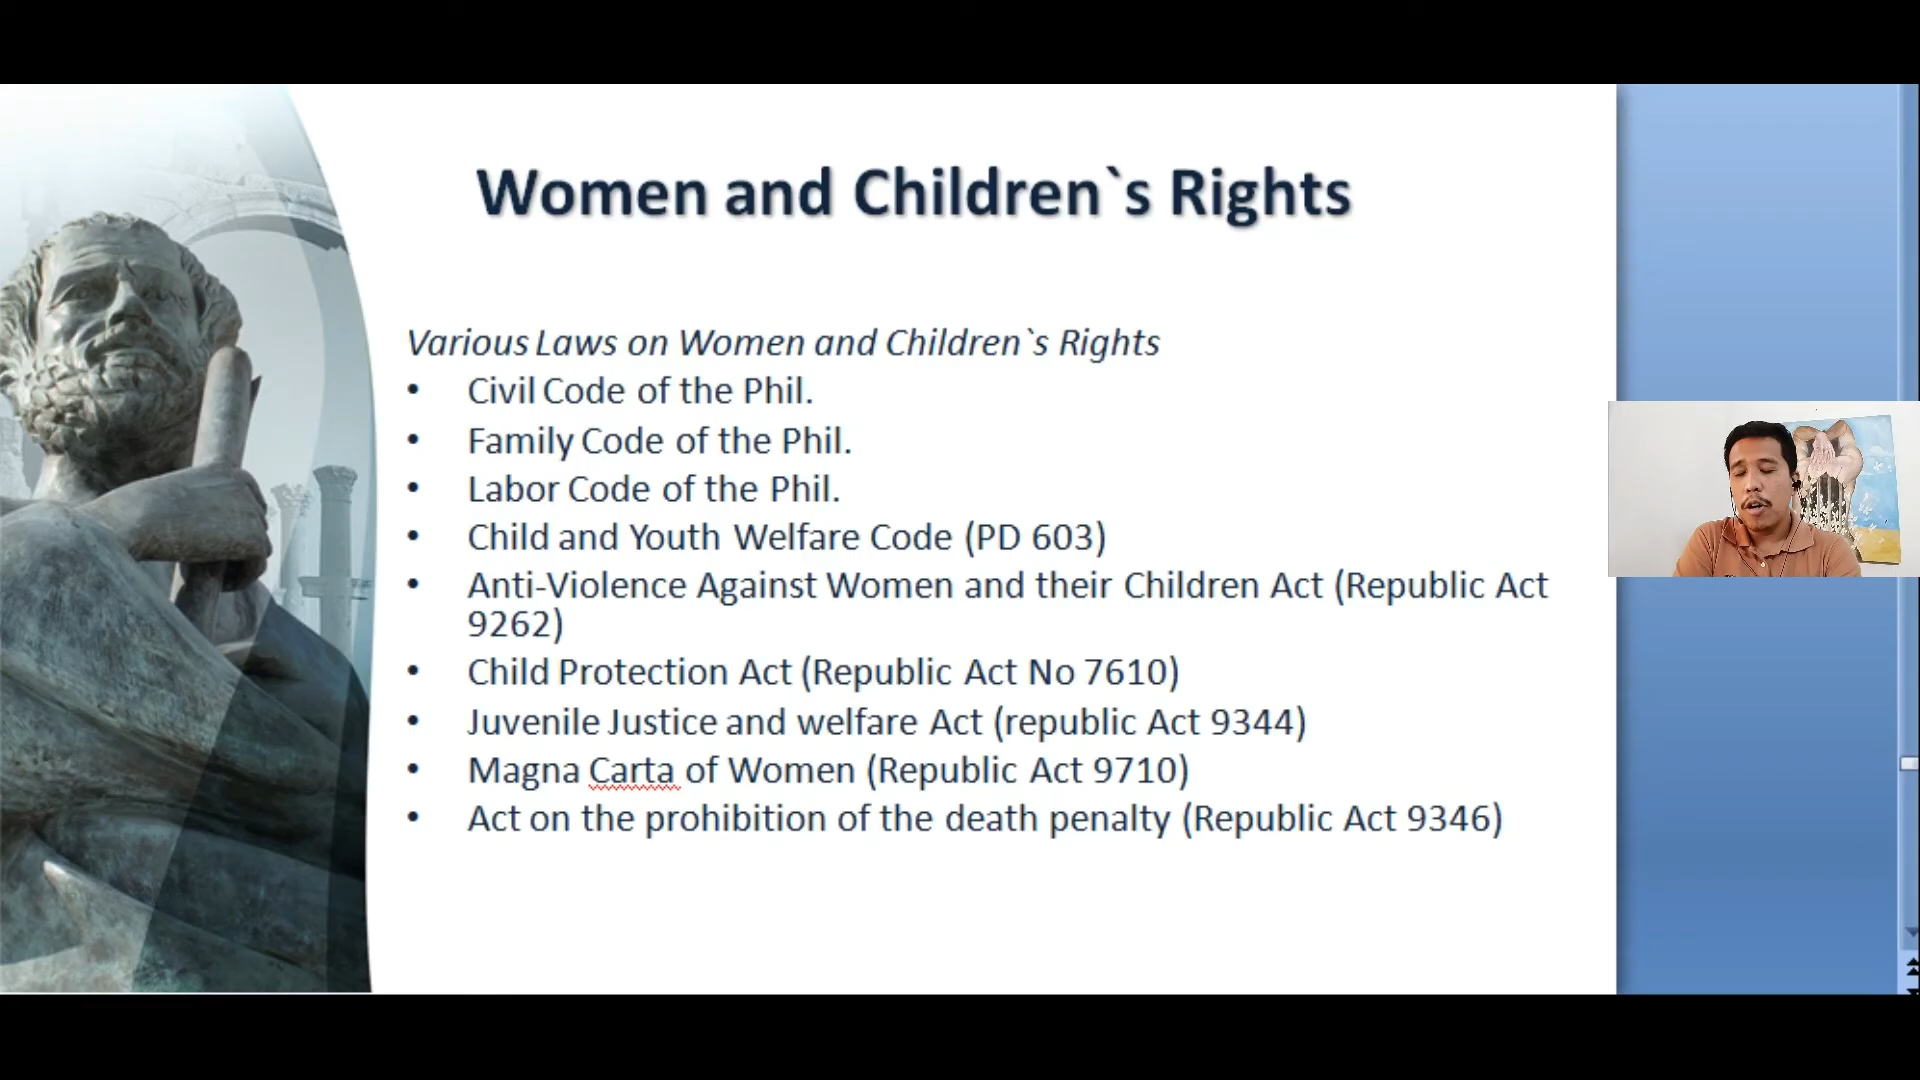 Women and Children`s Rights
Various Laws on Women and Children`s Rights
• Civil Code of the Phil.
• Family Code of the Phil.
• Labor Code of the Phil.
• Child and Youth Welfare Code (PD 603)
• Anti-Violence Against Women and their Children Act (Republic Act
9262)
• Child Protection Act (Republic Act No 7610)
• Juvenile Justice and welfare Act (republic Act 9344)
• Magna Carta of Women (Republic Act 9710)
• Act on the prohibition of the death penalty (Republic Act 9346)